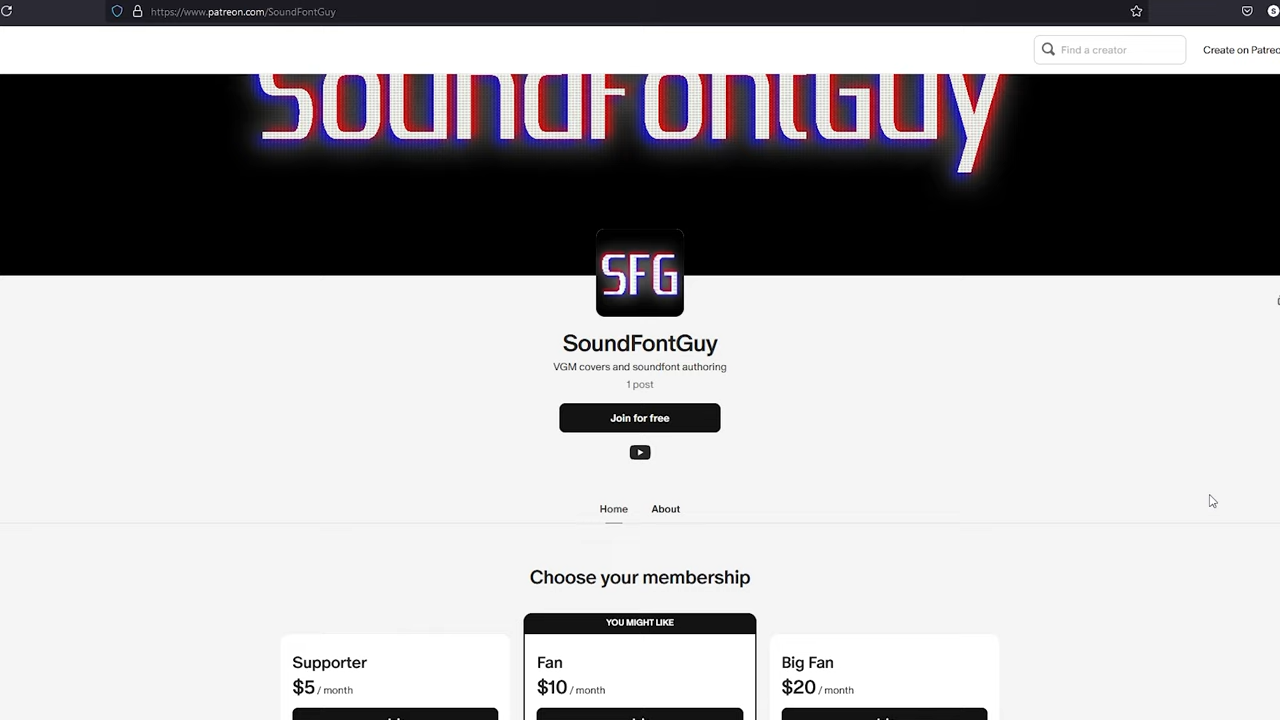 https://www.patreon.com/SoundFontGuy
S
Find a creator
Create on Patreo
SoundFontGuy
SFG
SoundFontGuy
VGM covers and soundfont authoring
1 post
Join for free
Home
About
Choose your membership
YOU MIGHT LIKE
Supporter
Fan
Big Fan
$5 / month
$10 / month
$20 / month